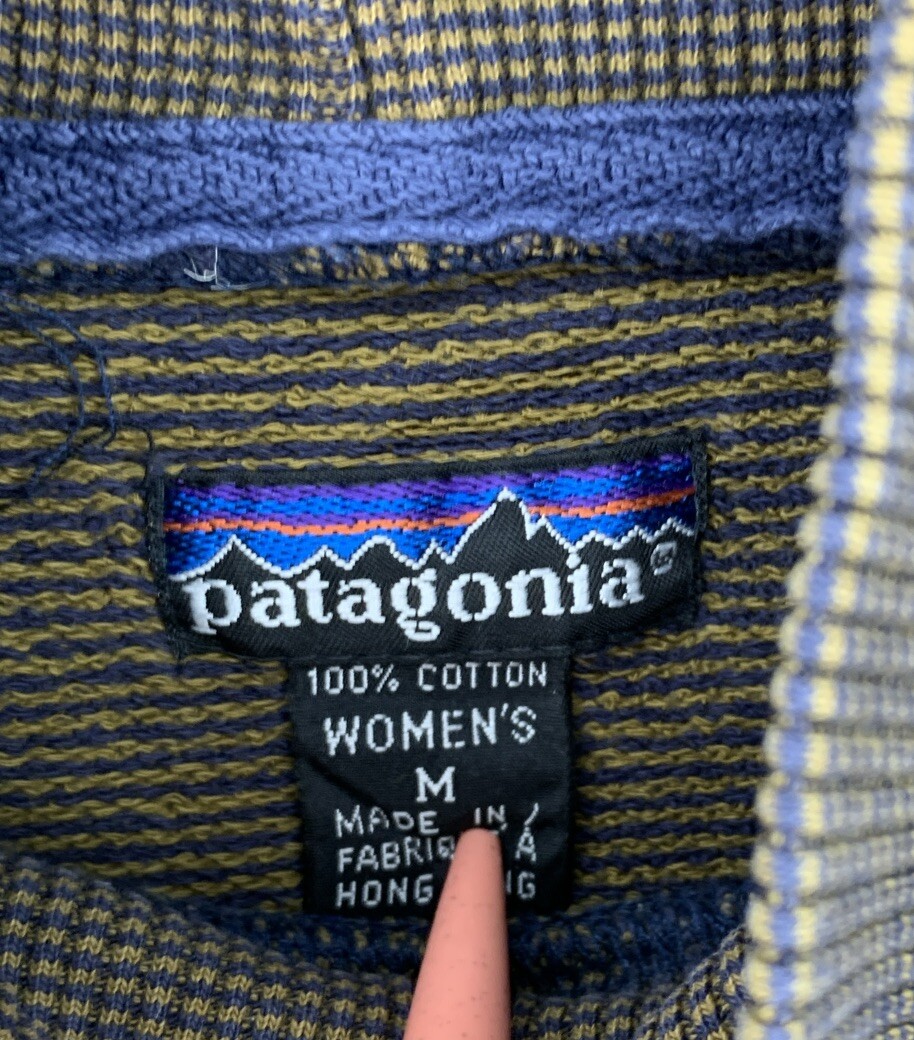 patagonia®
100% COTTON
WOMEN'S
M
MADE IN /
A
HONG